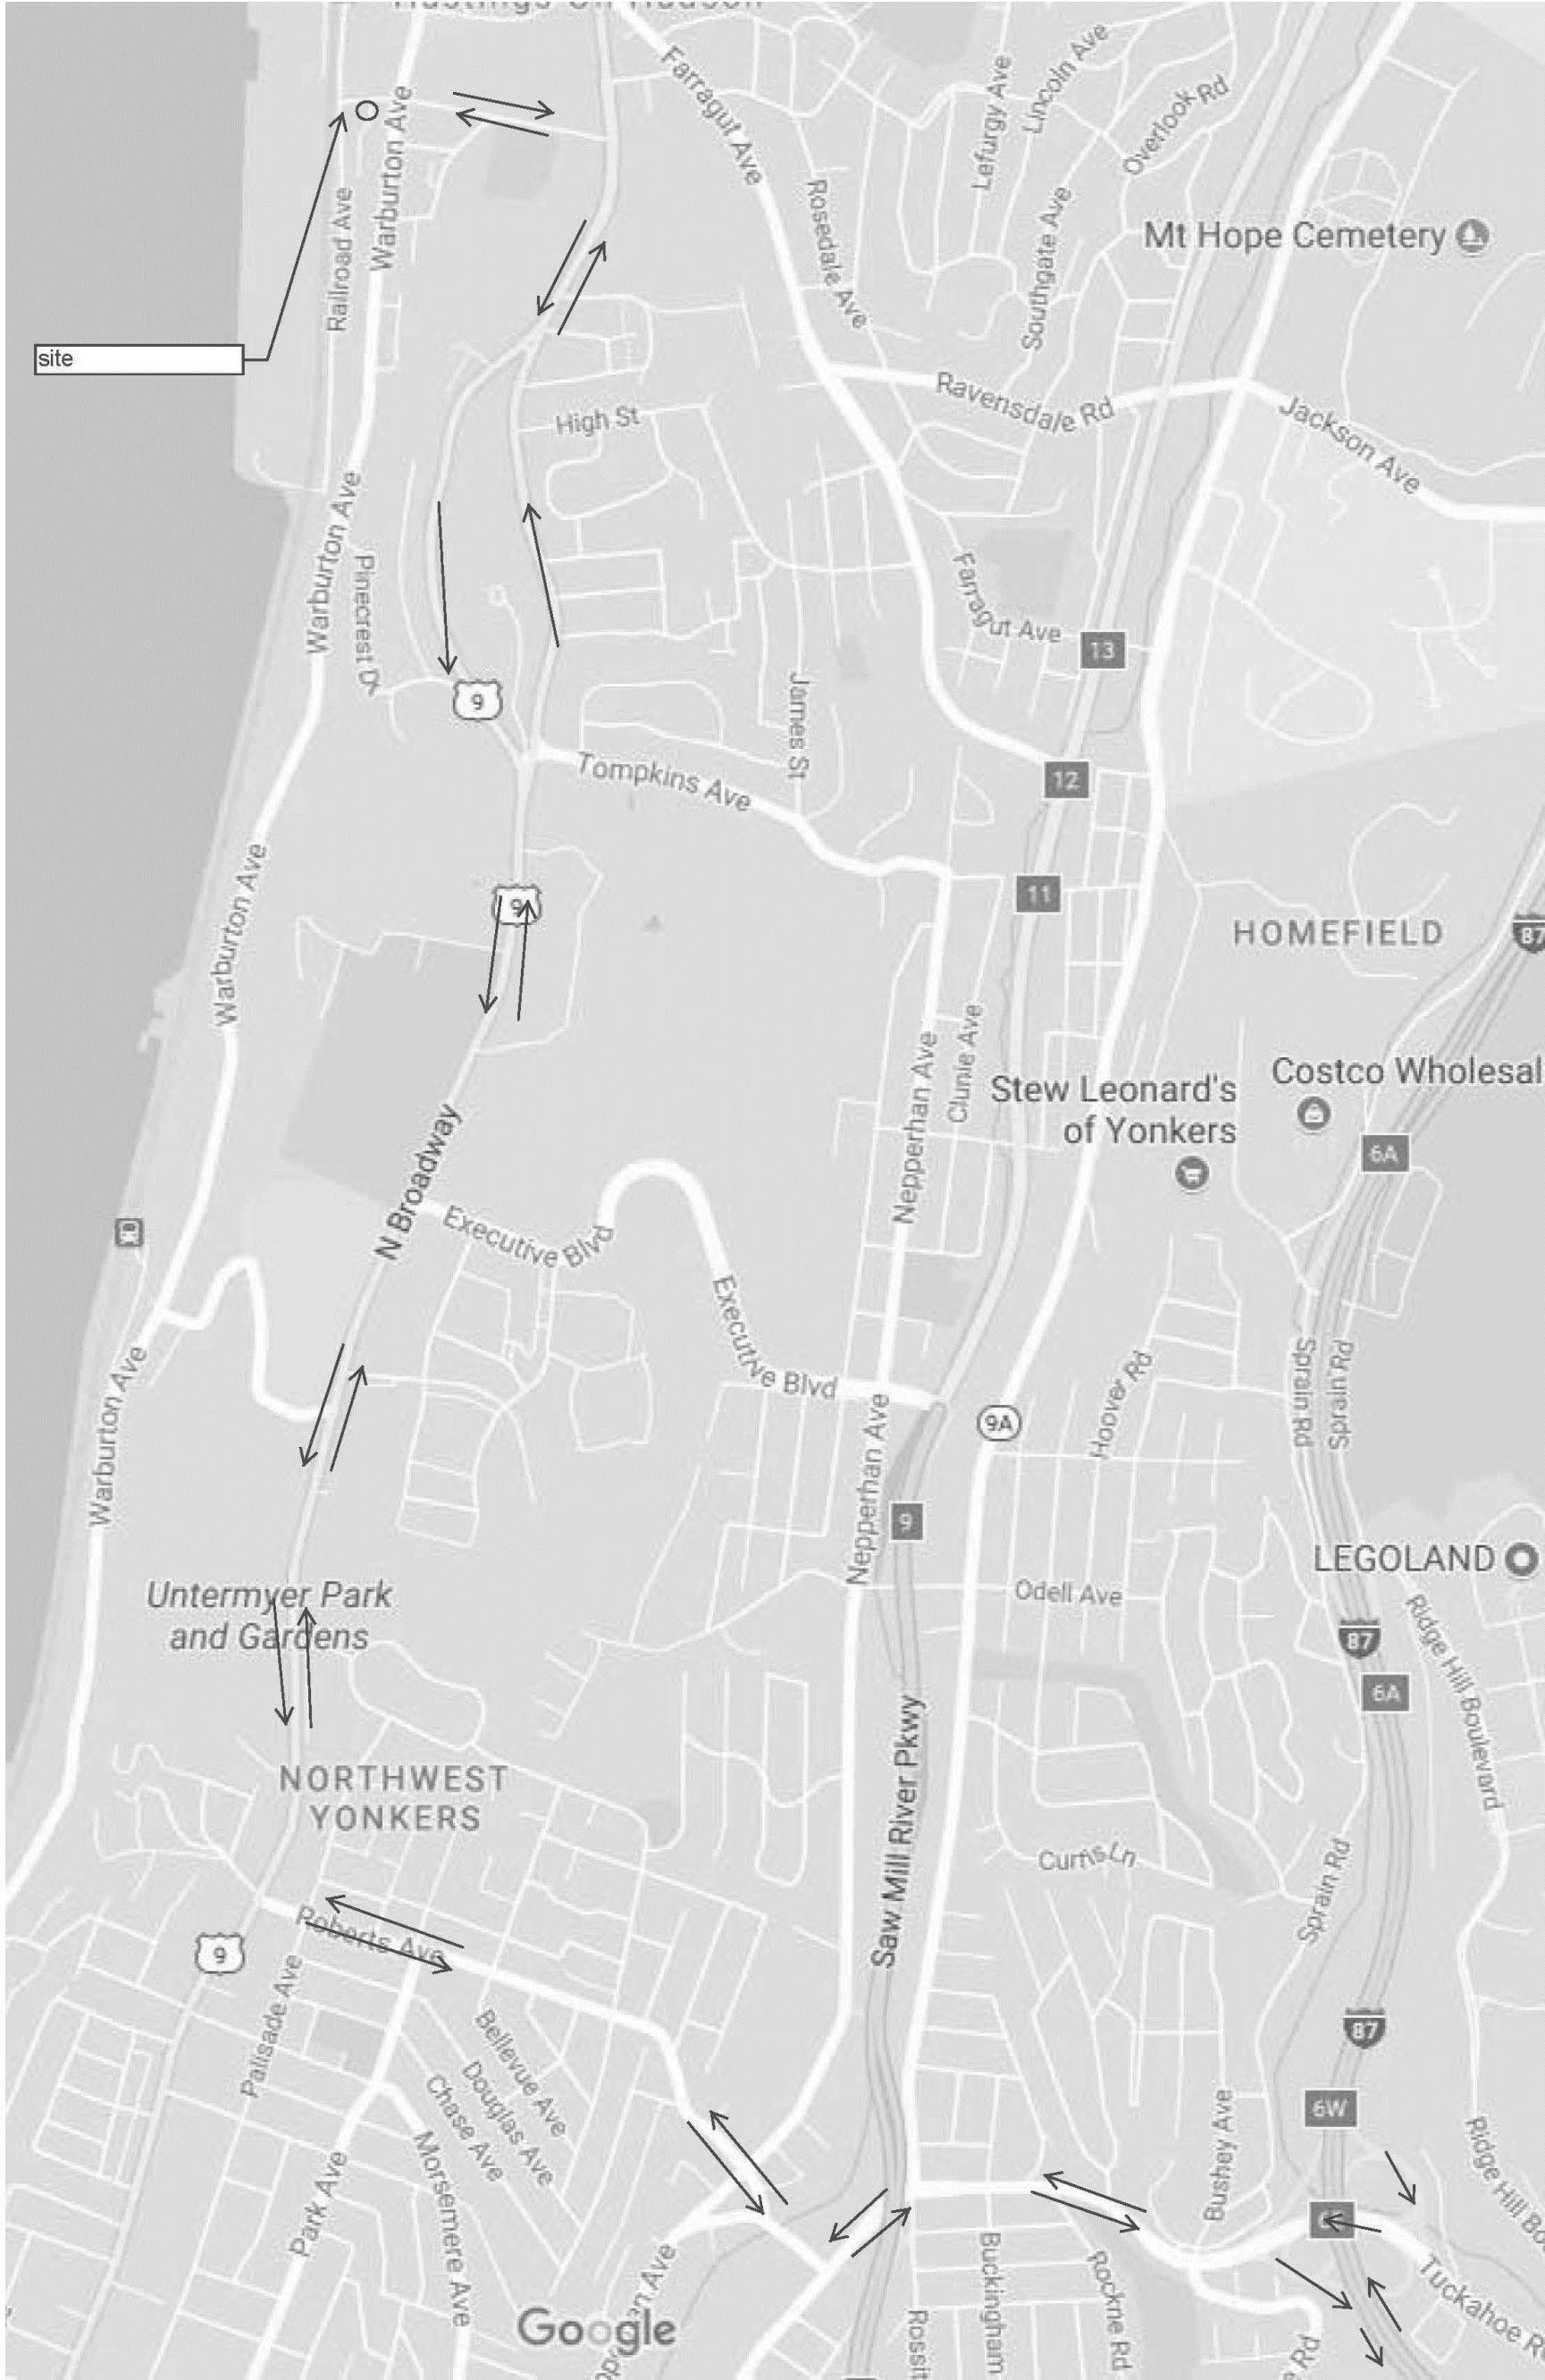 Warburton Ave
Farragut Ave
Lefurgy Ave
Lincoln Ave
Overlook Rd
Railroad Ave
Rosedale Ave
Southgate Ave
Mt Hope Cemetery
site
High St
Ravensdale Rd
Jackson Ave
Warburton Ave
Pinecrest Dr
Farragut Ave
13
9
James St
Tompkins Ave
12
11
9
Warburton Ave
HOMEFIELD
87
Nepperhan Ave
Clunie Ave
Stew Leonard's
of Yonkers
Costco Wholesal
6A
N Broadway
Executive Blvd
Executive Blvd
Warburton Ave
Nepperhan Ave
9A
Hoover Rd
Sprain Rd
Sprain Rd
9
LEGOLAND
Odell Ave
Untermyer Park
and Gardens
87
6A
Ridge Hill Boulevard
NORTHWEST
YONKERS
Saw Mill River Pkwy
Curtis Ln
Sprain Rd
Roberts Ave
9
Palisade Ave
87
Bellevue Ave
Douglas Ave
Chase Ave
6W
Bushey Ave
Park Ave
Morsemere Ave
Ridge Hill Bo
Buckingham
Rockne Rd
Tuckahoe R
Google
an Ave
Rossit
Rd